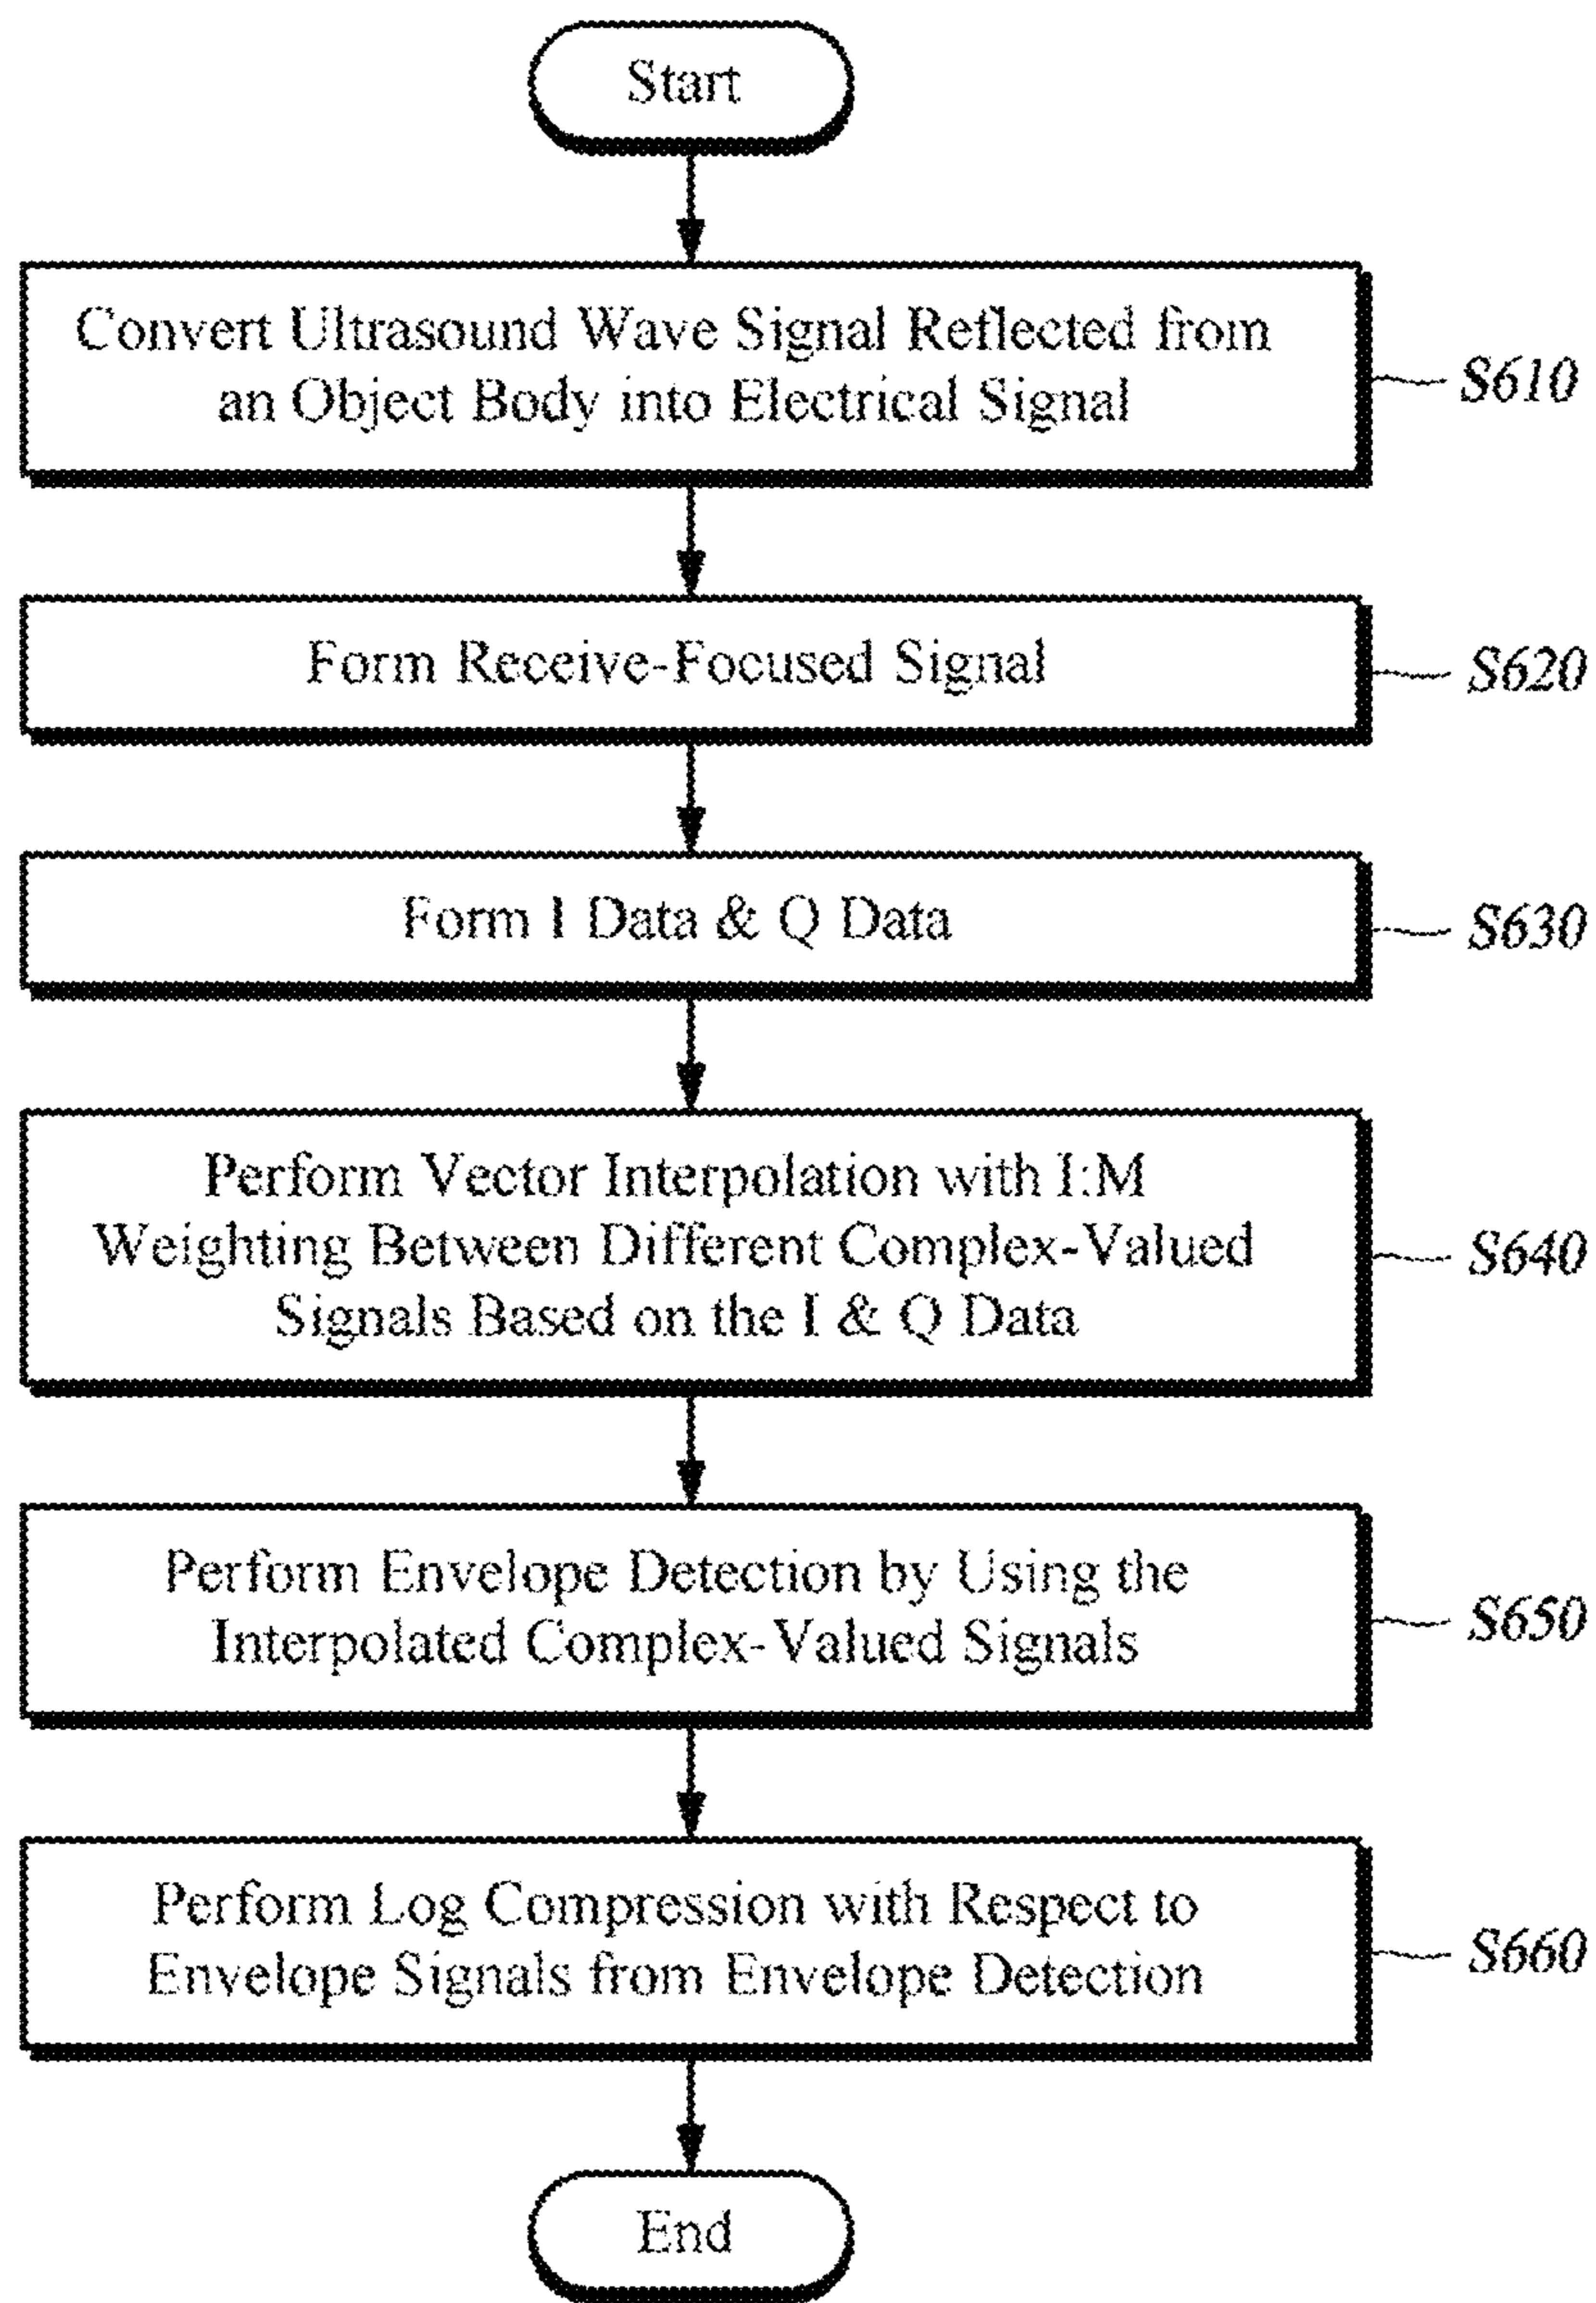 Start
Convert Ultrasound Wave Signal Reflected from
an Object Body into Electrical Signal
S610
Form Receive-Focused Signal
S620
Form I Data & Q Data
S630
Perform Vector Interpolation with I:M
Weighting Between Different Complex-Valued
Signals Based on the I & Q Data
S640
Perform Envelope Detection by Using the
Interpolated Complex-Valued Signals
S650
Perform Log Compression with Respect to
Envelope Signals from Envelope Detection
S660
End